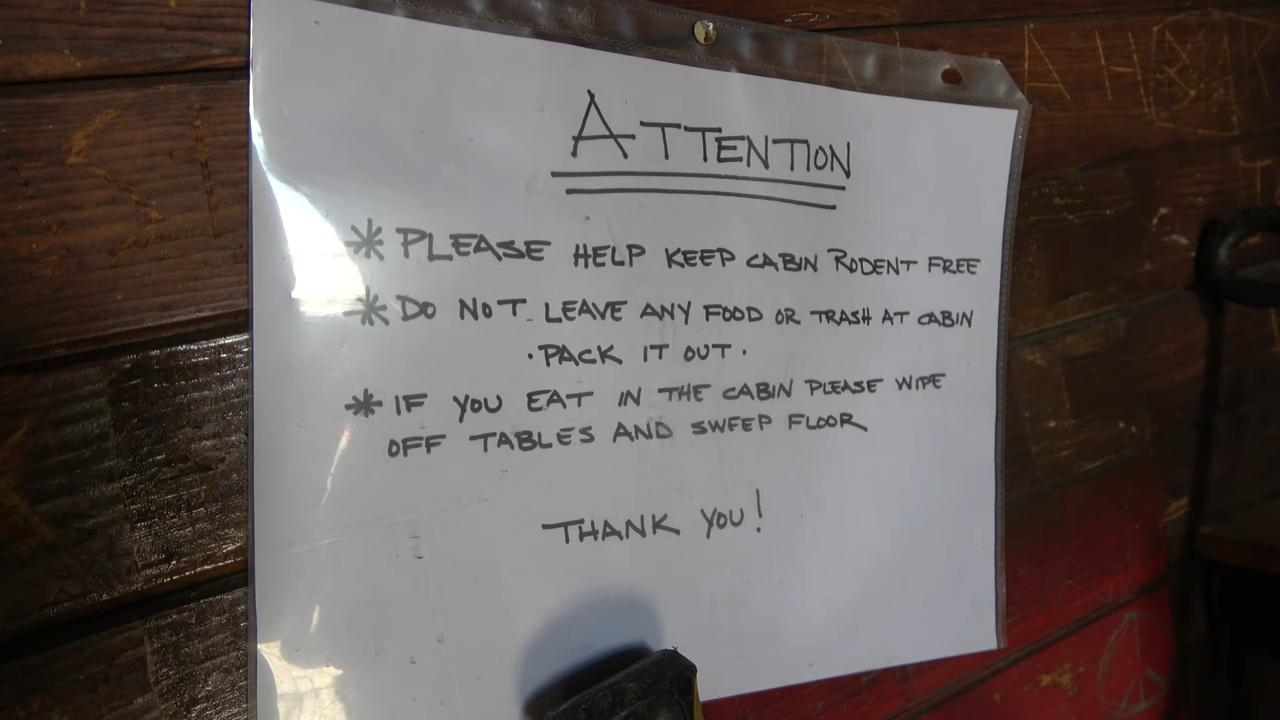 ATTENTION
* PLEASE HELP KEEP CABIN RODENT FREE
* DO NOT LEAVE ANY FOOD OR TRASH AT CABIN
· PACK IT OUT ·
* IF YOU EAT IN THE CABIN PLEASE WIPE
OFF TABLES AND SWEEP FLOOR
THANK YOU!